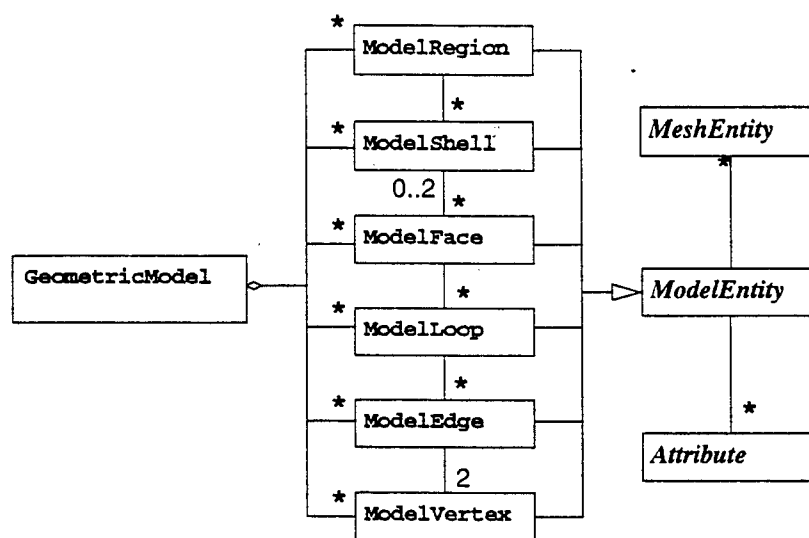 * ModelRegion
*
* ModelShell
MeshEntity
*
0..2
*
* ModelFace
GeometricModel
*
ModelEntity
* ModelLoop
*
* ModelEdge
*
Attribute
2
* ModelVertex